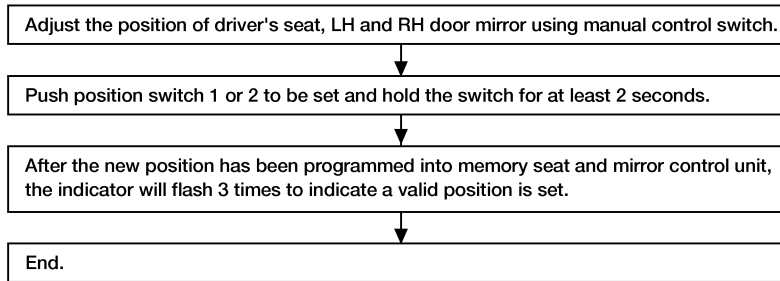 Adjust the position of driver's seat, LH and RH door mirror using manual control switch.
Push position switch 1 or 2 to be set and hold the switch for at least 2 seconds.
After the new position has been programmed into memory seat and mirror control unit,
the indicator will flash 3 times to indicate a valid position is set.
End.